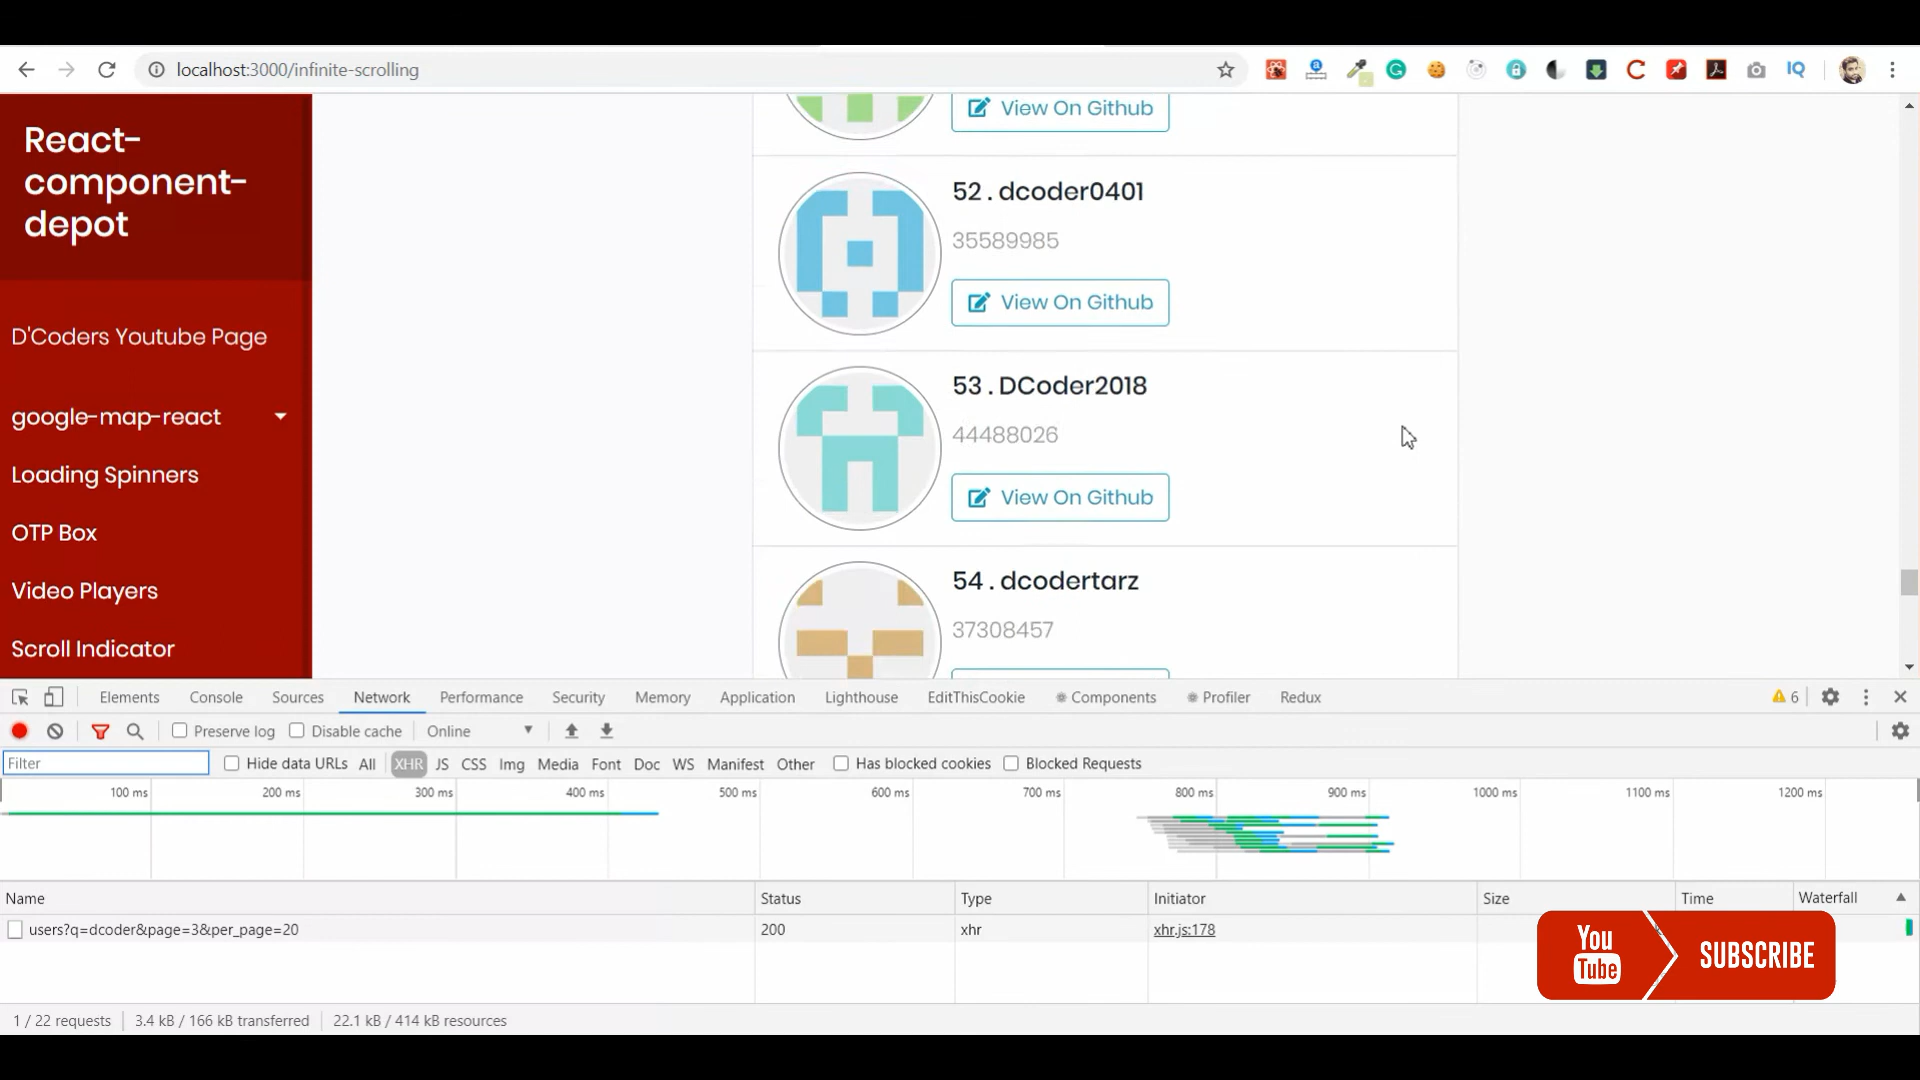 localhost:3000/infinite-scrolling
IQ
React-
component-
depot
D'Coders Youtube Page
google-map-react
Loading Spinners
OTP Box
Video Players
Scroll Indicator
View On Github
52 . dcoder0401
35589985
View On Github
53 . DCoder2018
44488026
View On Github
54 . dcodertarz
37308457
Elements Console Sources Network Performance Security Memory Application Lighthouse EditThisCookie Components Profiler Redux 6
Preserve log Disable cache Online
Filter Hide data URLs All XHR JS CSS Img Media Font Doc WS Manifest Other Has blocked cookies Blocked Requests
100 ms 200 ms 300 ms 400 ms 500 ms 600 ms 700 ms 800 ms 900 ms 1000 ms 1100 ms 1200 ms
Name Status Type Initiator Size Time Waterfall
users?q=dcoder&page=3&per_page=20 200 xhr xhr.js:178
You
Tube
SUBSCRIBE
1 / 22 requests 3.4 kB / 166 kB transferred 22.1 kB / 414 kB resources